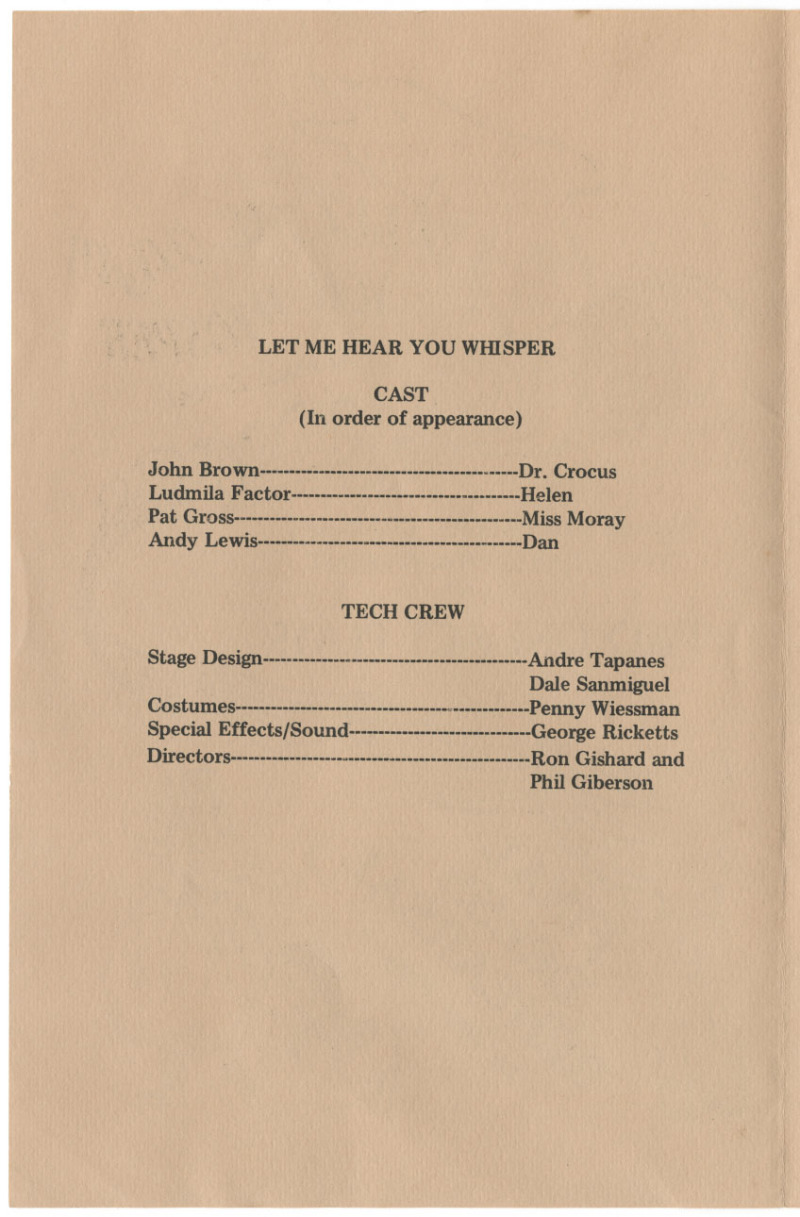 LET ME HEAR YOU WHISPER
CAST
(In order of appearance)
John Brown--------------------------------------------Dr. Crocus
Ludmila Factor---------------------------------------Helen
Pat Gross-------------------------------------------------Miss Moray
Andy Lewis---------------------------------------------Dan
TECH CREW
Stage Design---------------------------------------------Andre Tapanes
Dale Sanmiguel
Costumes--------------------------------------------------Penny Wiessman
Special Effects/Sound-------------------------------George Ricketts
Directors---------------------------------------------------Ron Gishard and
Phil Giberson